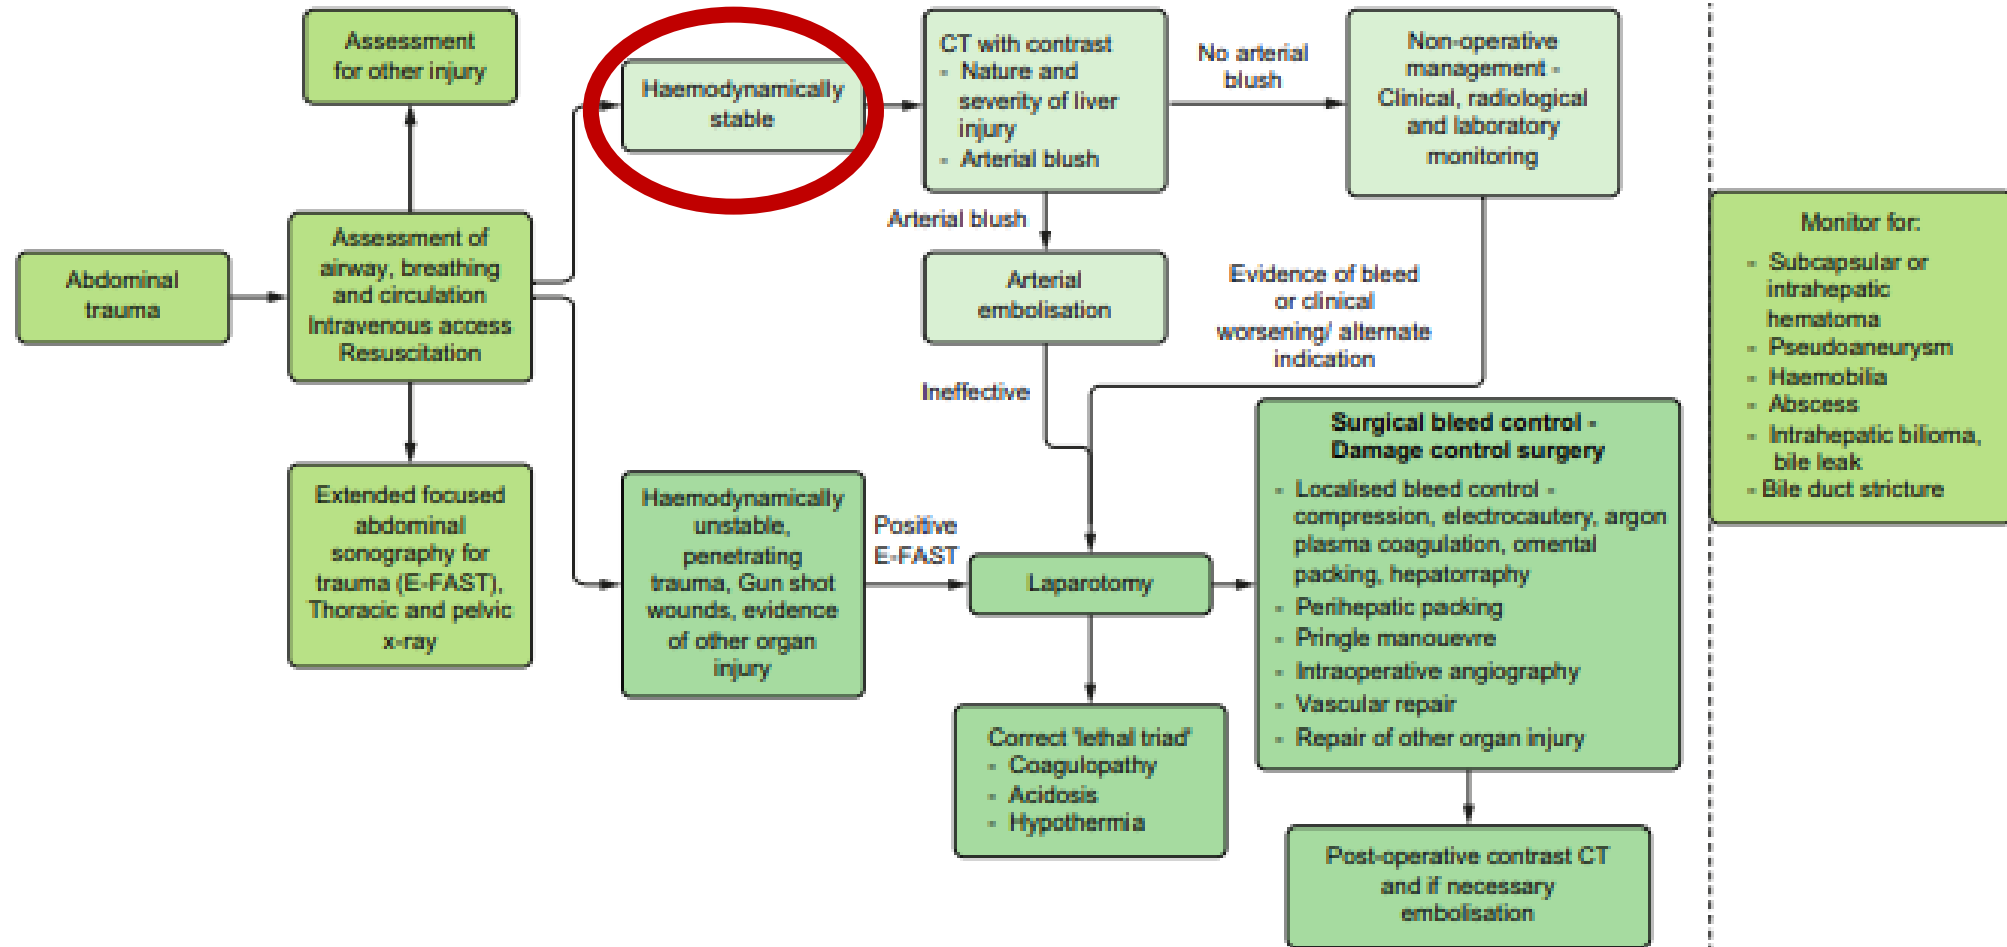 Abdominal
trauma
Assessment
for other injury
Assessment of
airway, breathing
and circulation
Intravenous access
Resuscitation
Extended focused
abdominal
sonography for
trauma (E-FAST),
Thoracic and pelvic
x-ray
Haemodynamically
stable
CT with contrast
- Nature and
severity of liver
injury
- Arterial blush
No arterial
blush
Non-operative
management -
Clinical, radiological
and laboratory
monitoring
Arterial blush
Arterial
embolisation
Ineffective
Evidence of bleed
or clinical
worsening/ alternate
indication
Haemodynamically
unstable,
penetrating
trauma, Gun shot
wounds, evidence
of other organ
injury
Positive
E-FAST
Laparotomy
Correct 'lethal triad'
- Coagulopathy
- Acidosis
- Hypothermia
Surgical bleed control -
Damage control surgery
- Localised bleed control -
compression, electrocautery, argon
plasma coagulation, omental
packing, hepatorraphy
- Perihepatic packing
- Pringle manouevre
- Intraoperative angiography
- Vascular repair
- Repair of other organ injury
Post-operative contrast CT
and if necessary
embolisation
Monitor for:
- Subcapsular or
intrahepatic
hematoma
- Pseudoaneurysm
- Haemobilia
- Abscess
- Intrahepatic bilioma,
bile leak
- Bile duct stricture